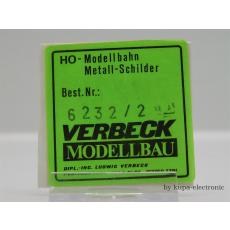 HO-Modellbahn
Metall-Schilder
Best.Nr.:
6232/2
VERBECK
MODELLBAU
DIPL.-ING. LUDWIG VERBECK
by kupa-electronic